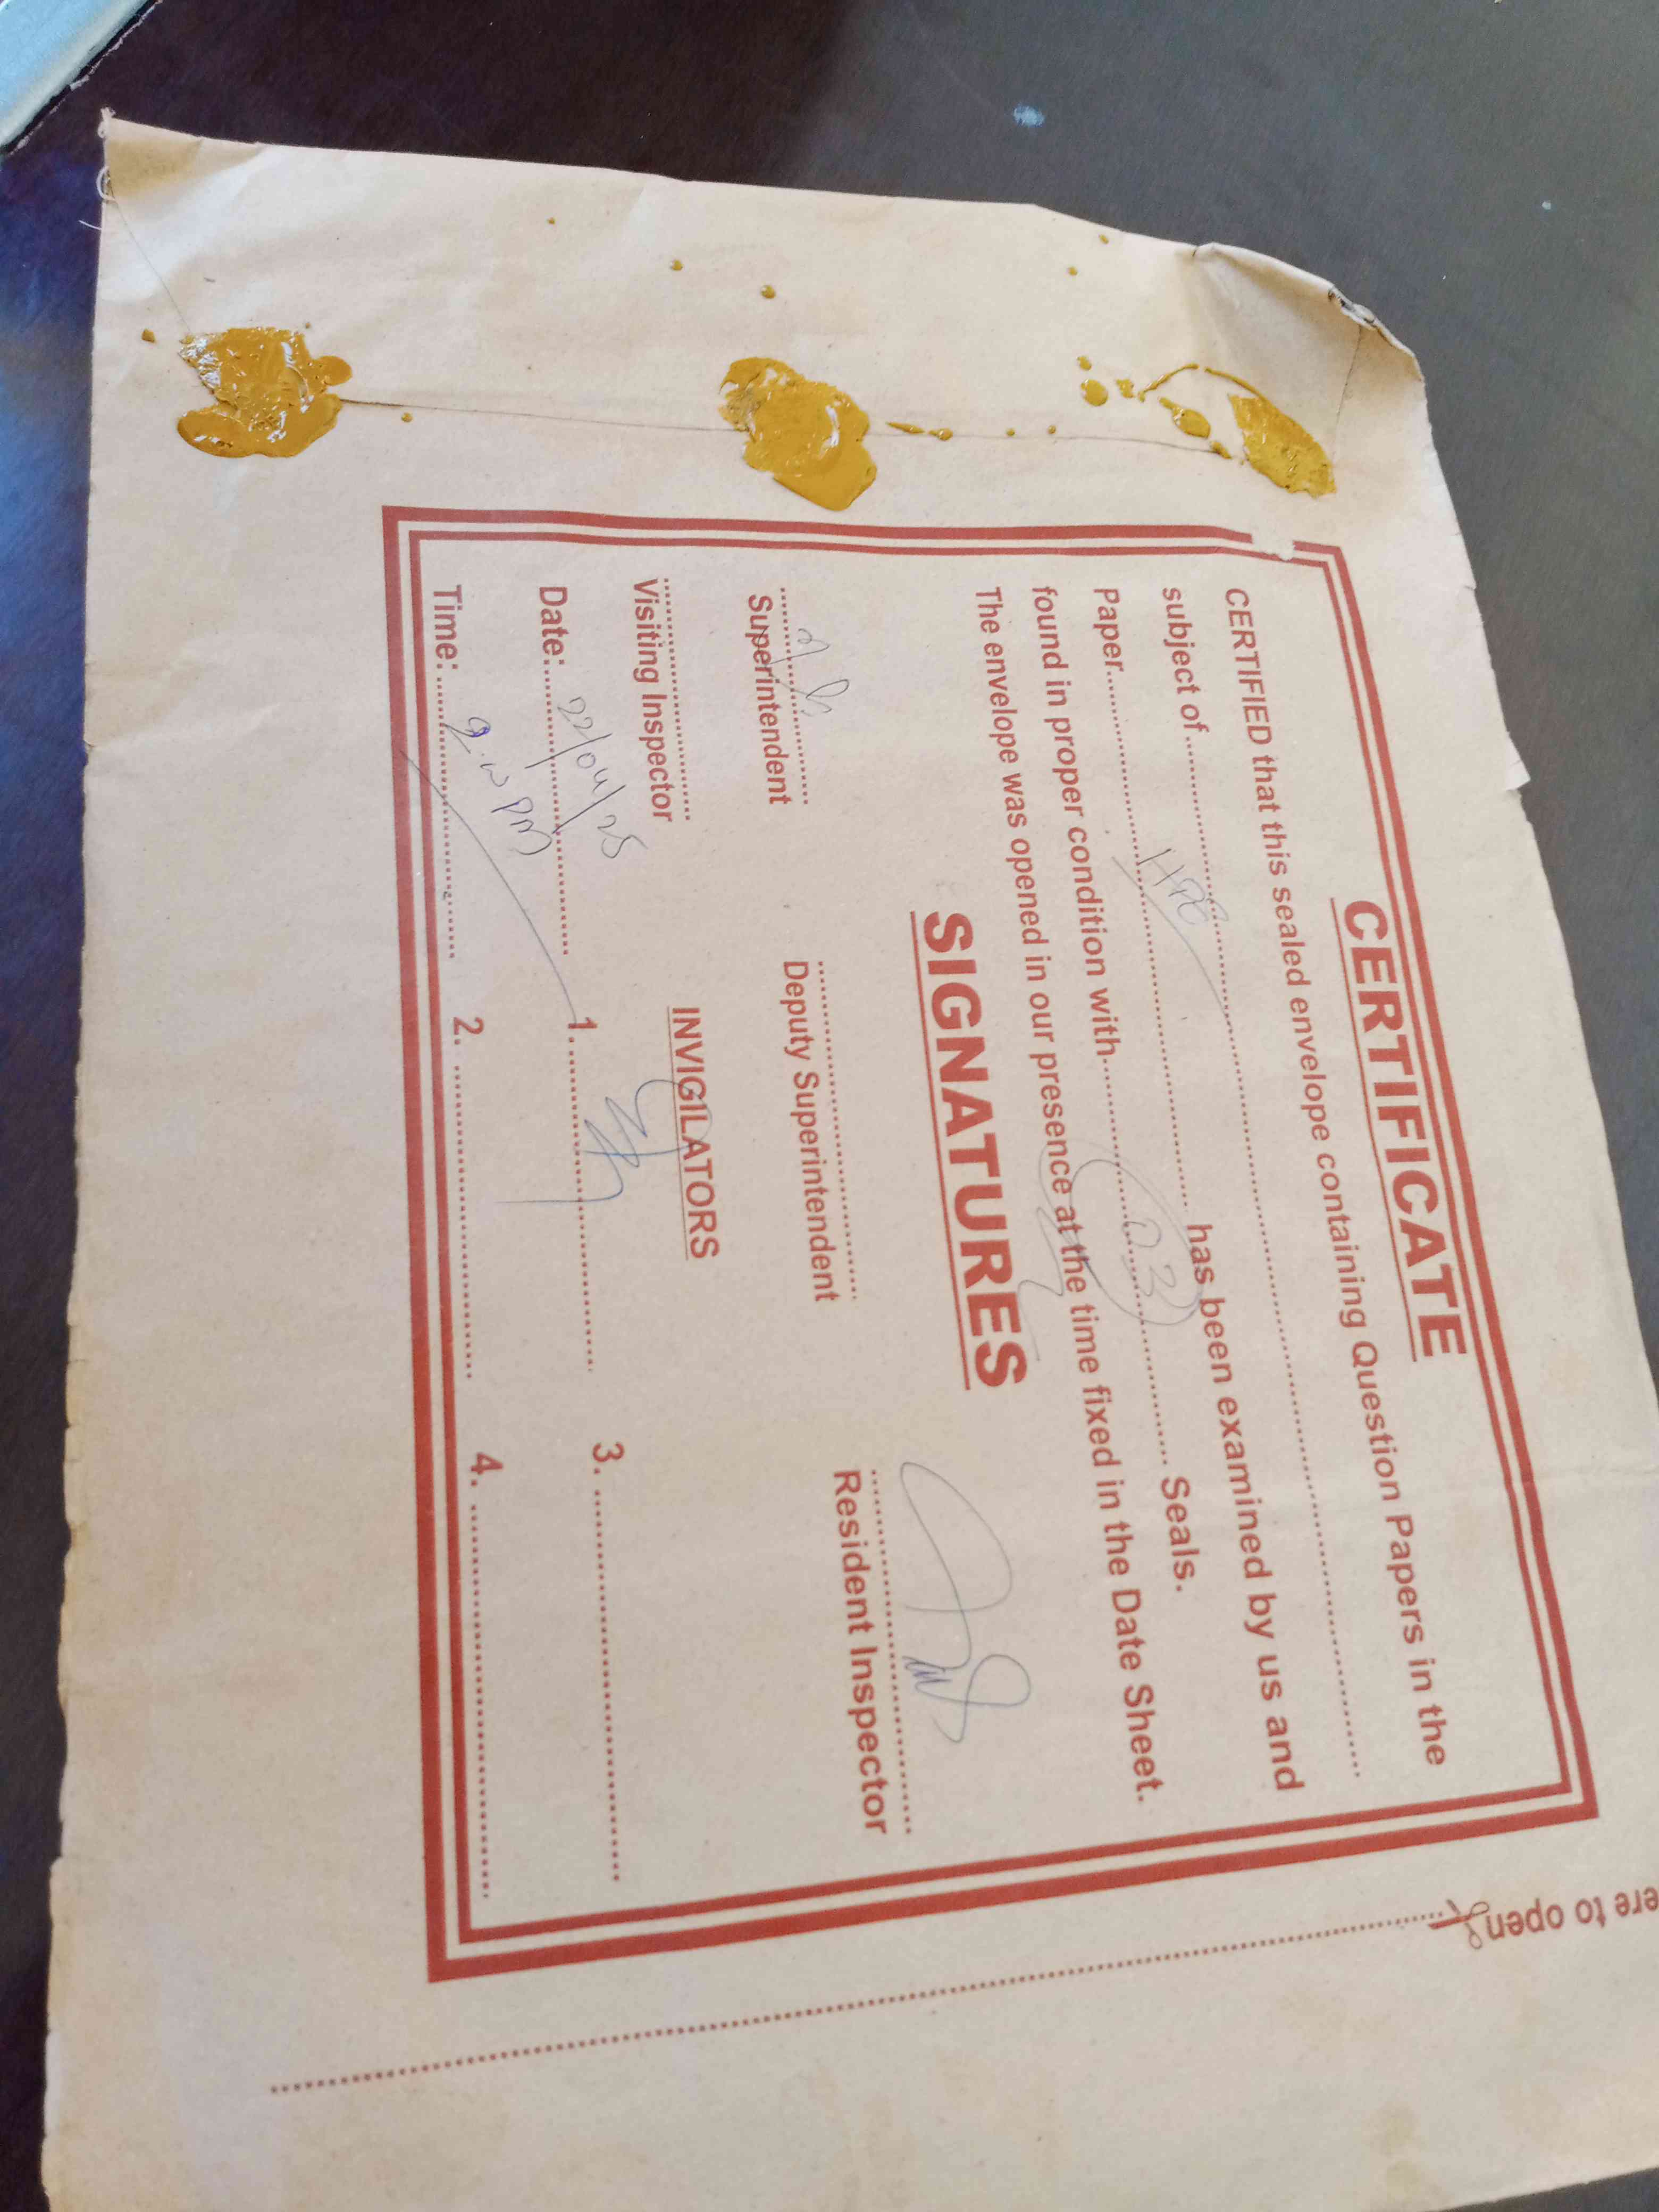 CERTIFICATE
CERTIFIED that this sealed envelope containing Question Papers in the
subject of....................................................................
Paper............................ has been examined by us and
found in proper condition with............(03)............ Seals.
The envelope was opened in our presence at the time fixed in the Date Sheet.
SIGNATURES
Superintendent Deputy Superintendent Resident Inspector
Visiting Inspector INVIGILATORS
Date: 22/04/25 1. 3.
Time: PM 2. 4.
ere to open